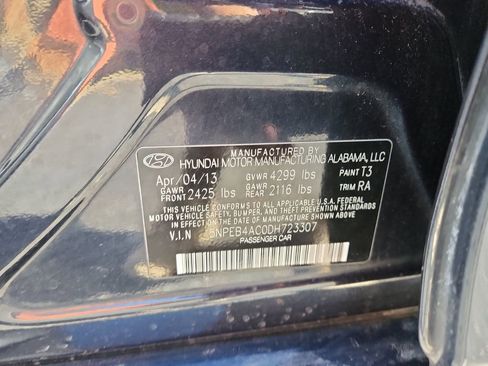 MANUFACTURED BY
HYUNDAI MOTOR MANUFACTURING ALABAMA, LLC
Apr/04/13 GVWR 4299 lbs PAINT T3
GAWR FRONT 2425 lbs GAWR REAR 2116 lbs TRIM RA
THIS VEHICLE CONFORMS TO ALL APPLICABLE U.S.A. FEDERAL
MOTOR VEHICLE SAFETY, BUMPER, AND THEFT PREVENTION STANDARDS
IN EFFECT ON THE DATE OF MANUFACTURE SHOWN ABOVE.
V.I.N 5NPEB4AC0DH723307
PASSENGER CAR